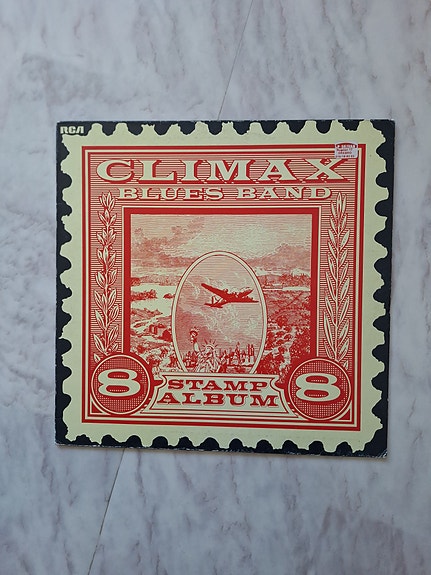 RCA
CLIMAX
BLUES BAND
8 STAMP 8
ALBUM